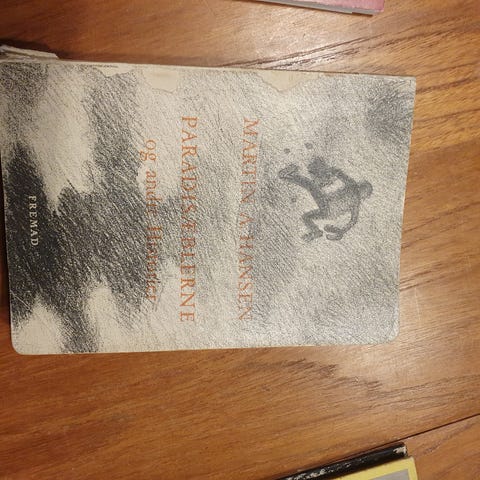 MARTIN A. HANSEN
PARADISÆBLERNE
og andre Historier
FREMAD